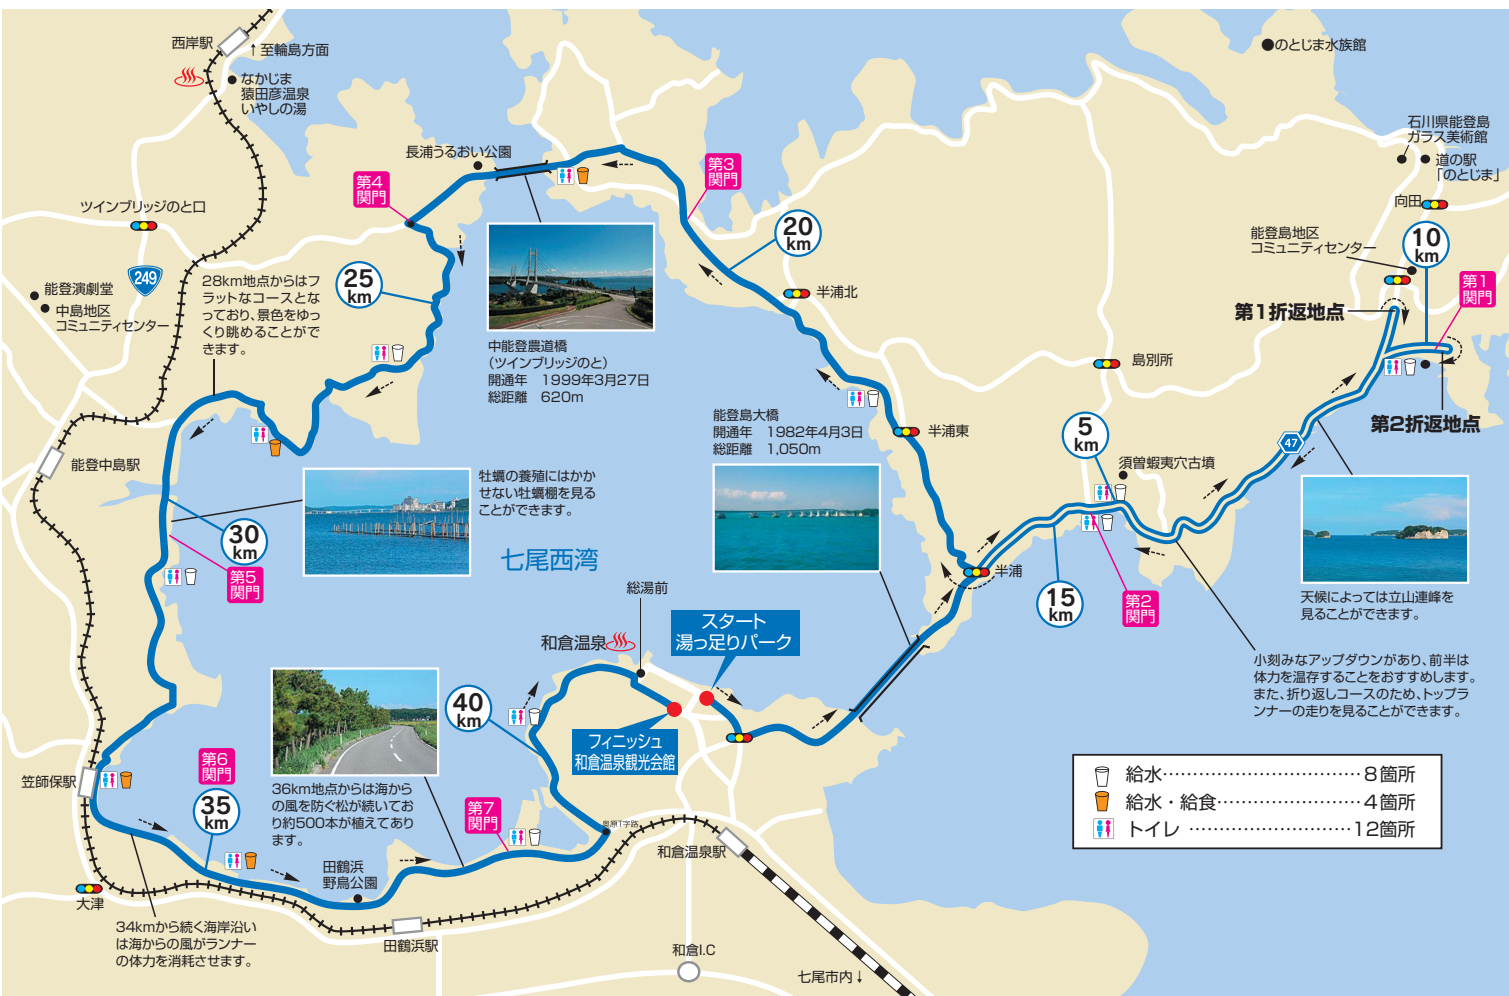 西岸駅
↑至輪島方面
なかじま
猿田彦温泉
いやしの湯
●のとじま水族館
石川県能登島
ガラス美術館
道の駅
「のとじま」
向田
能登島地区
コミュニティセンター
10
km
第1
関門
第1折返地点
第2折返地点
長浦うるおい公園
第4
関門
第3
関門
ツインブリッジのと口
249
能登演劇堂
中島地区
コミュニティセンター
28km地点からはフ
ラットなコースとな
っており、景色をゆっ
くり眺めることがで
きます。
25
km
20
km
半浦北
中能登農道橋
(ツインブリッジのと)
開通年 1999年3月27日
総距離 620m
島別所
能登島大橋
開通年 1982年4月3日
総距離 1,050m
半浦東
5
km
須曽蝦夷穴古墳
47
能登中島駅
牡蠣の養殖にはかか
せない牡蠣棚を見る
ことができます。
30
km
第5
関門
七尾西湾
半浦
15
km
第2
関門
天候によっては立山連峰を
見ることができます。
小刻みなアップダウンがあり、前半は
体力を温存することをおすすめします。
また、折り返しコースのため、トップラ
ンナーの走りを見ることができます。
総湯前
和倉温泉
スタート
湯っ足りパーク
40
km
フィニッシュ
和倉温泉観光会館
笠師保駅
第6
関門
35
km
36km地点からは海から
の風を防ぐ松が続いてお
り約500本が植えてあり
ます。
第7
関門
奥原T字路
和倉温泉駅
田鶴浜
野鳥公園
大津
34kmから続く海岸沿い
は海からの風がランナー
の体力を消耗させます。
田鶴浜駅
和倉I.C
七尾市内↓
給水……………………………8箇所
給水・給食……………………4箇所
トイレ………………………12箇所